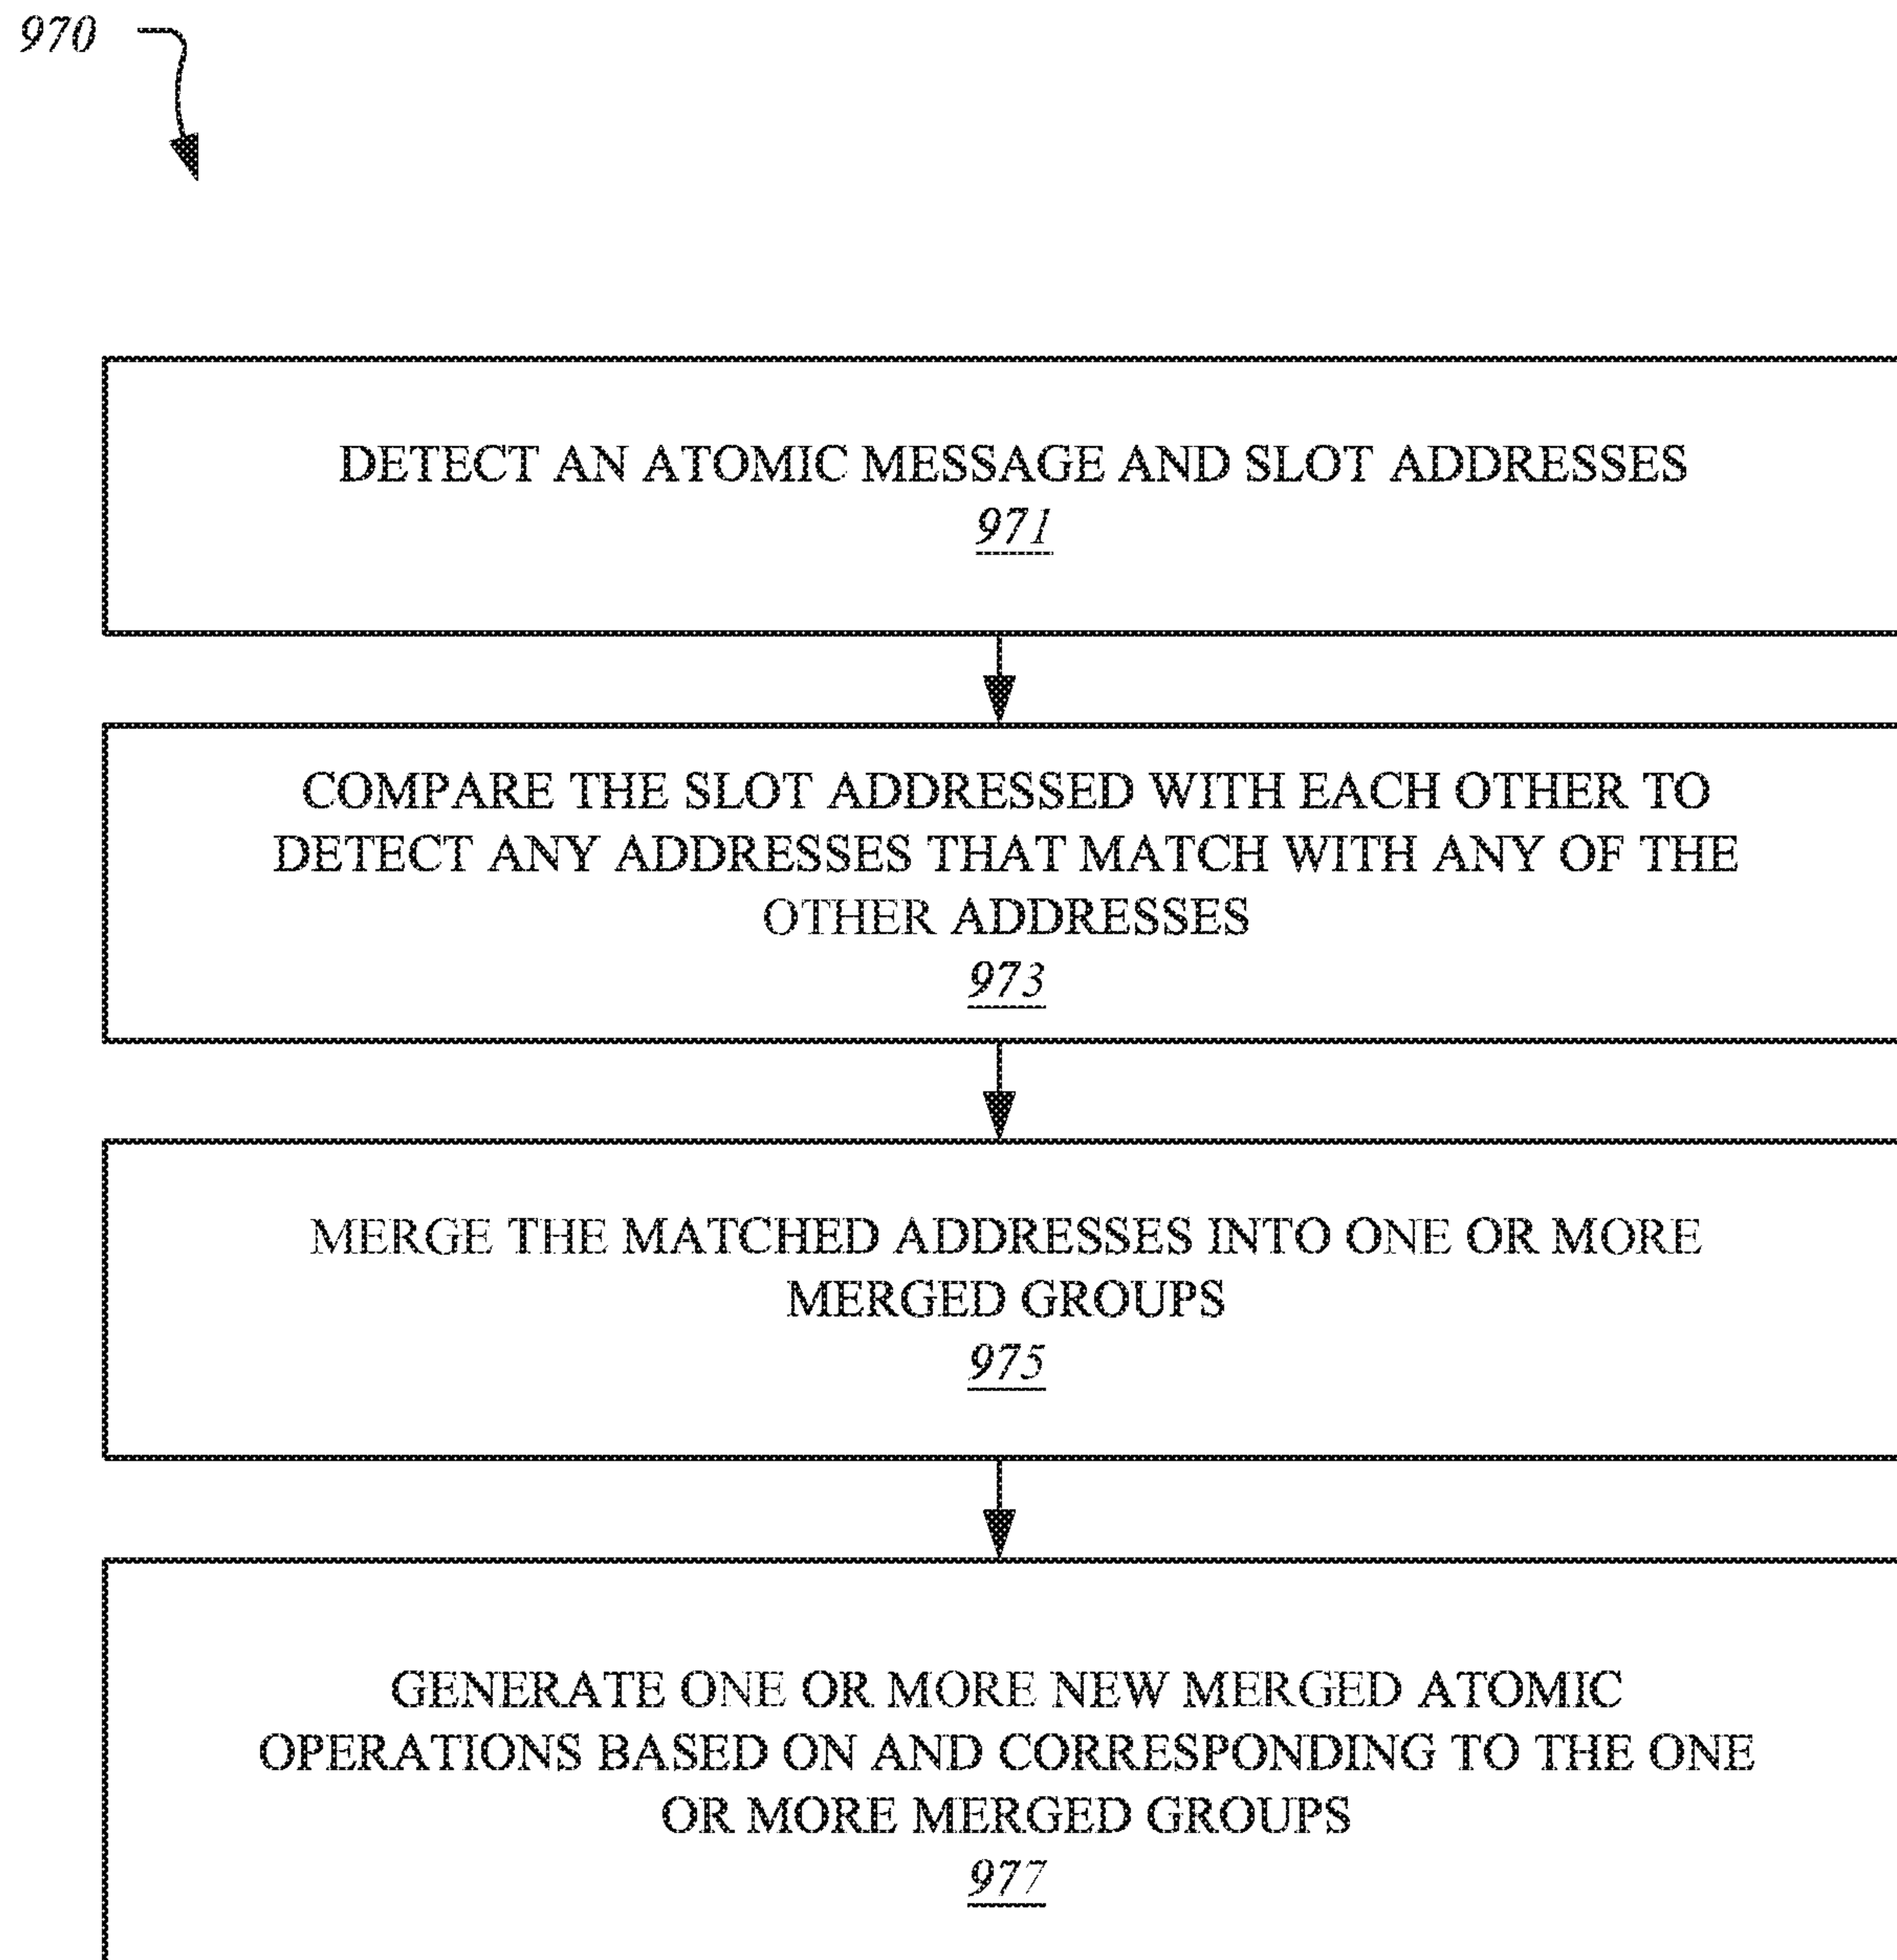 970
DETECT AN ATOMIC MESSAGE AND SLOT ADDRESSES
971
COMPARE THE SLOT ADDRESSED WITH EACH OTHER TO
DETECT ANY ADDRESSES THAT MATCH WITH ANY OF THE
OTHER ADDRESSES
973
MERGE THE MATCHED ADDRESSES INTO ONE OR MORE
MERGED GROUPS
975
GENERATE ONE OR MORE NEW MERGED ATOMIC
OPERATIONS BASED ON AND CORRESPONDING TO THE ONE
OR MORE MERGED GROUPS
977